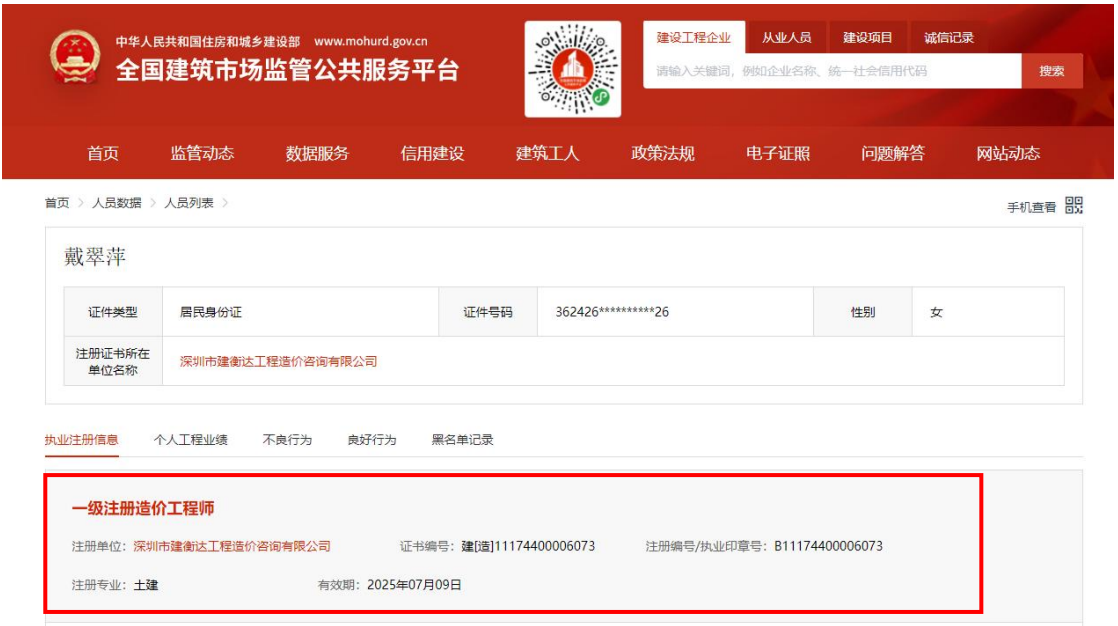 中华人民共和国住房和城乡建设部 www.mohurd.gov.cn
全国建筑市场监管公共服务平台
建设工程企业 从业人员 建设项目 诚信记录
请输入关键词，例如企业名称、统一社会信用代码 搜索
首页 监管动态 数据服务 信用建设 建筑工人 政策法规 电子证照 问题解答 网站动态
首页 > 人员数据 > 人员列表 >
手机查看
戴翠萍
证件类型 居民身份证 证件号码 362426**********26 性别 女
注册证书所在
单位名称
深圳市建衡达工程造价咨询有限公司
执业注册信息 个人工程业绩 不良行为 良好行为 黑名单记录
一级注册造价工程师
注册单位：深圳市建衡达工程造价咨询有限公司 证书编号：建[造]11174400006073 注册编号/执业印章号：B11174400006073
注册专业：土建 有效期：2025年07月09日